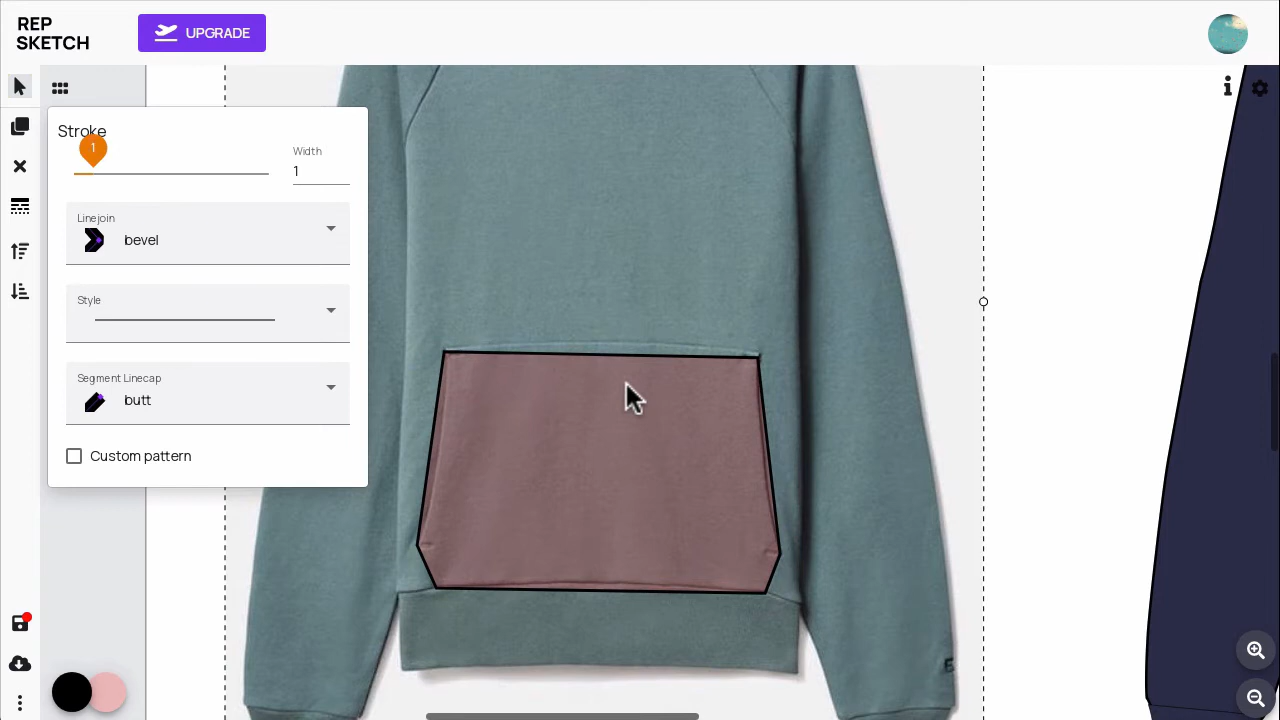 REP
SKETCH
UPGRADE
Stroke
1
Width
1
Linejoin
bevel
Style
Segment Linecap
butt
Custom pattern
E